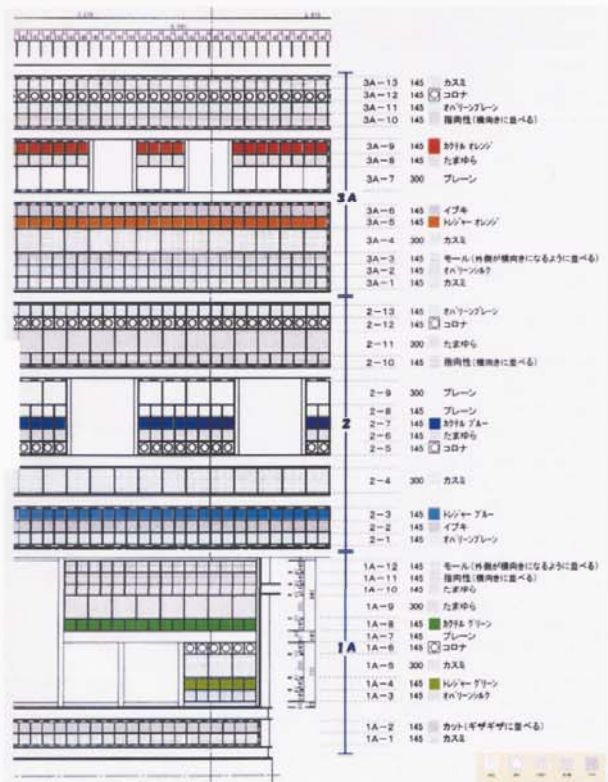 3A-13 145 カスミ
3A-12 145 コロナ
3A-11 145 オパリーンプレーン
3A-10 145 指向性(横向きに並べる)
3A-9 145 カクテル オレンジ
3A-8 145 たまゆら
3A-7 300 プレーン
3A
3A-6 145 イブキ
3A-5 145 トレジャー オレンジ
3A-4 300 カスミ
3A-3 145 モール(外側が横向きになるように並べる)
3A-2 145 オパリーンシルク
3A-1 145 カスミ
2-13 145 オパリーンプレーン
2-12 145 コロナ
2-11 300 たまゆら
2-10 145 指向性(横向きに並べる)
2-9 300 プレーン
2-8 145 プレーン
2
2-7 145 カクテル ブルー
2-6 145 たまゆら
2-5 145 コロナ
2-4 300 カスミ
2-3 145 トレジャー ブルー
2-2 145 イブキ
2-1 145 オパリーンプレーン
1A-12 145 モール(外側が横向きになるように並べる)
1A-11 145 指向性(横向きに並べる)
1A-10 145 たまゆら
1A-9 300 たまゆら
1A-8 145 カクテル グリーン
1A-7 145 プレーン
1A
1A-6 145 コロナ
1A-5 300 カスミ
1A-4 145 トレジャー グリーン
1A-3 145 オパリーンシルク
1A-2 145 カット(ギザギザに並べる)
1A-1 145 カスミ